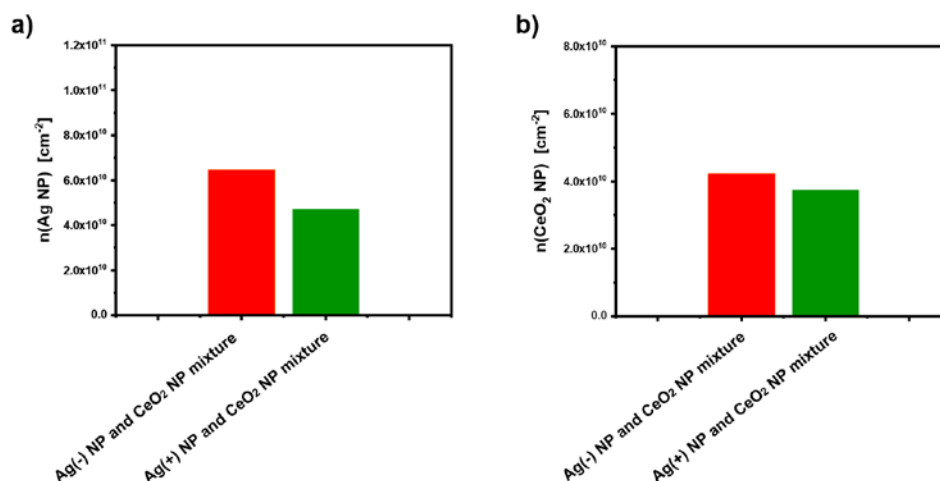 a)
n(Ag NP) [cm⁻²]
1.2x10¹¹
1.0x10¹¹
8.0x10¹⁰
6.0x10¹⁰
4.0x10¹⁰
2.0x10¹⁰
0.0
Ag(-) NP and CeO₂ NP mixture
Ag(+) NP and CeO₂ NP mixture
b)
n(CeO₂ NP) [cm⁻²]
8.0x10¹⁰
6.0x10¹⁰
4.0x10¹⁰
2.0x10¹⁰
0.0
Ag(-) NP and CeO₂ NP mixture
Ag(+) NP and CeO₂ NP mixture